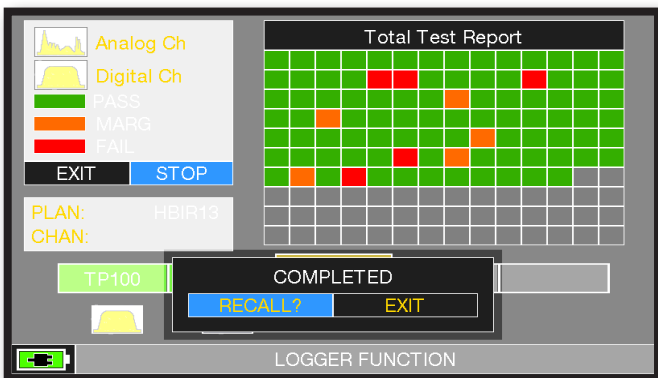 Analog Ch
Digital Ch
PASS
MARG
FAIL
EXIT STOP
PLAN: HBIR13
CHAN:
Total Test Report
TP100
COMPLETED
RECALL? EXIT
LOGGER FUNCTION